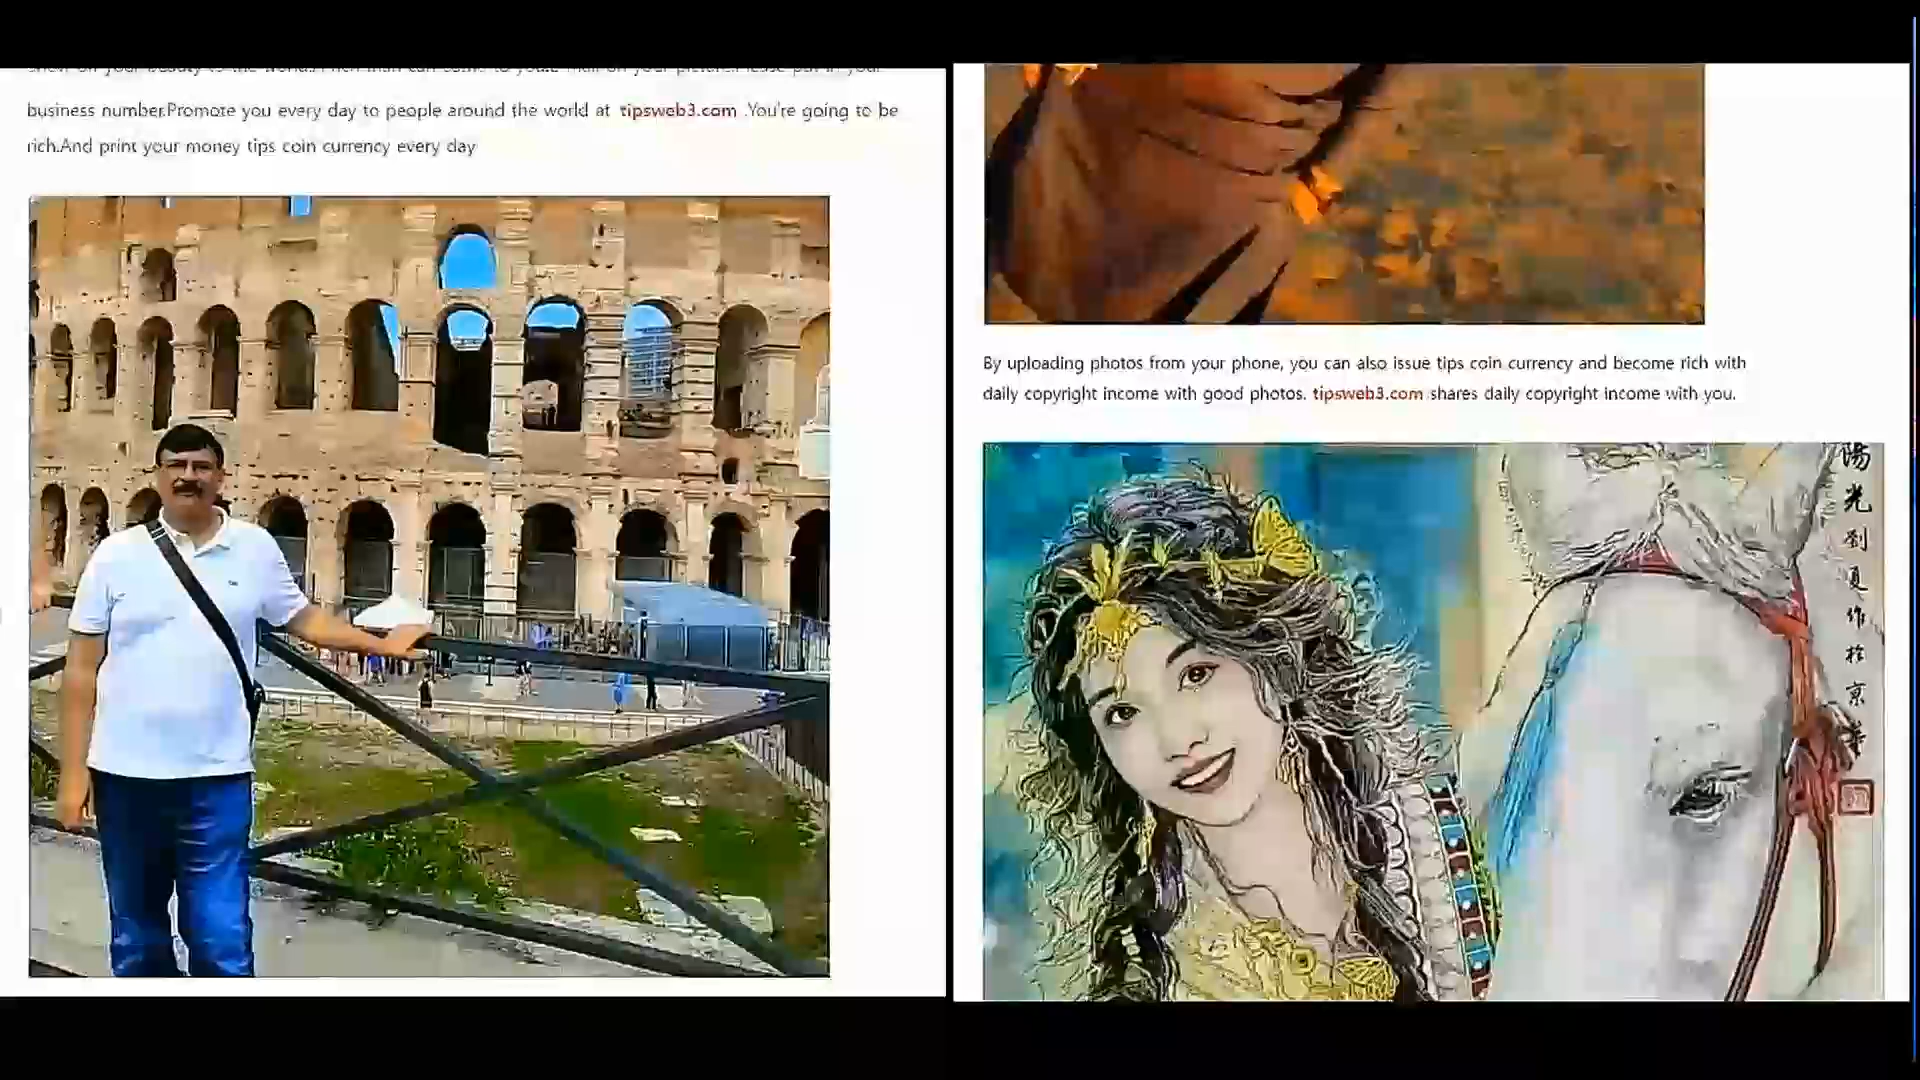 business number.Promote you every day to people around the world at tipsweb3.com .You're going to be
rich.And print your money tips coin currency every day
By uploading photos from your phone, you can also issue tips coin currency and become rich with
daily copyright income with good photos. tipsweb3.com shares daily copyright income with you.
陽光劉夏作於京華